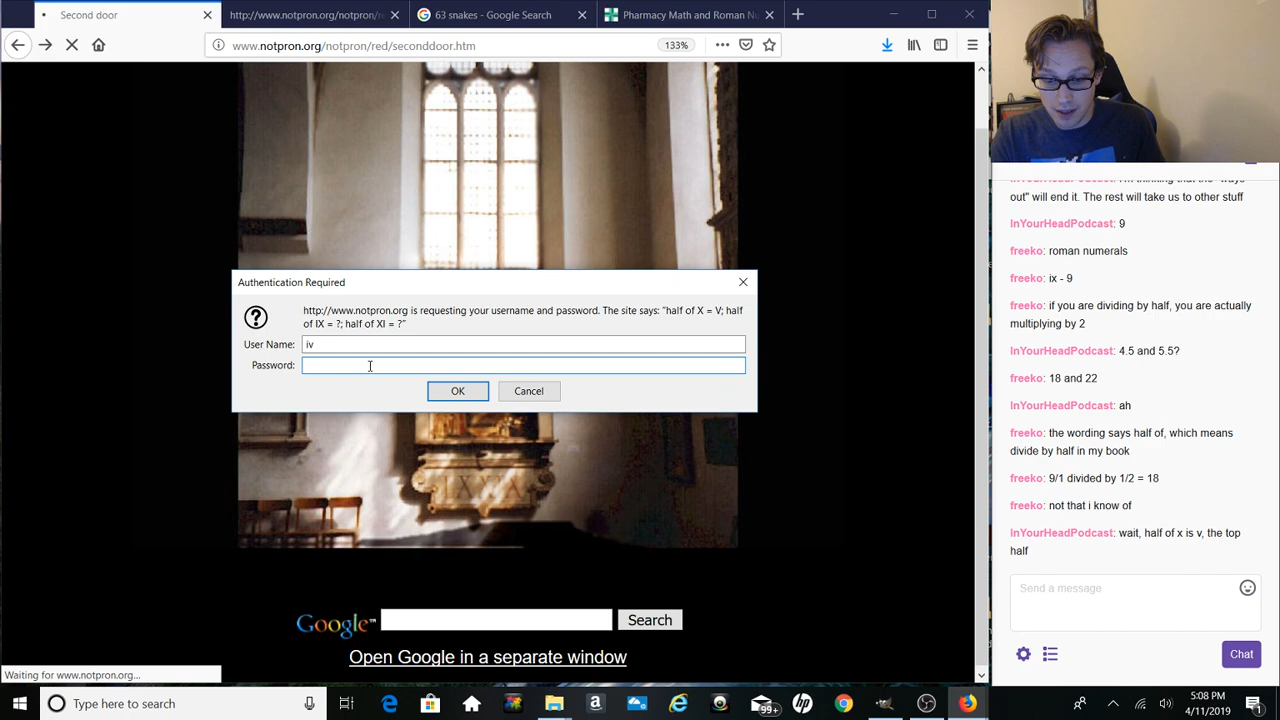 Second door
http://www.notpron.org/notpron/re
63 snakes - Google Search
Pharmacy Math and Roman Nu
www.notpron.org/notpron/red/seconddoor.htm
133%
Authentication Required
http://www.notpron.org is requesting your username and password. The site says: "half of X = V; half
of IX = ?; half of XI = ?"
User Name: iv
Password:
OK
Cancel
Google™
Search
Open Google in a separate window
Waiting for www.notpron.org...
out" will end it. The rest will take us to other stuff
InYourHeadPodcast: 9
freeko: roman numerals
freeko: ix - 9
freeko: if you are dividing by half, you are actually
multiplying by 2
InYourHeadPodcast: 4.5 and 5.5?
freeko: 18 and 22
InYourHeadPodcast: ah
freeko: the wording says half of, which means
divide by half in my book
freeko: 9/1 divided by 1/2 = 18
freeko: not that i know of
InYourHeadPodcast: wait, half of x is v, the top
half
Send a message
Chat
Type here to search
99+
hp
5:08 PM
4/11/2019
1